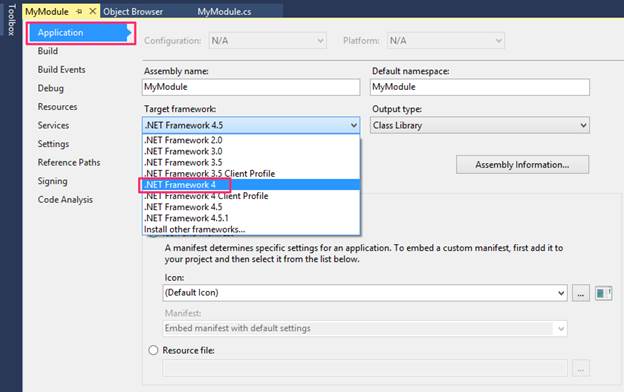 Toolbox
MyModule Object Browser MyModule.cs
Application
Build
Build Events
Debug
Resources
Services
Settings
Reference Paths
Signing
Code Analysis
Configuration: N/A Platform: N/A
Assembly name: Default namespace:
MyModule MyModule
Target framework: Output type:
.NET Framework 4.5 Class Library
.NET Framework 2.0
.NET Framework 3.0
.NET Framework 3.5
.NET Framework 3.5 Client Profile
.NET Framework 4
.NET Framework 4 Client Profile
.NET Framework 4.5
.NET Framework 4.5.1
Install other frameworks...
Assembly Information...
A manifest determines specific settings for an application. To embed a custom manifest, first add it to
your project and then select it from the list below.
Icon:
(Default Icon) ...
Manifest:
Embed manifest with default settings
Resource file:
...